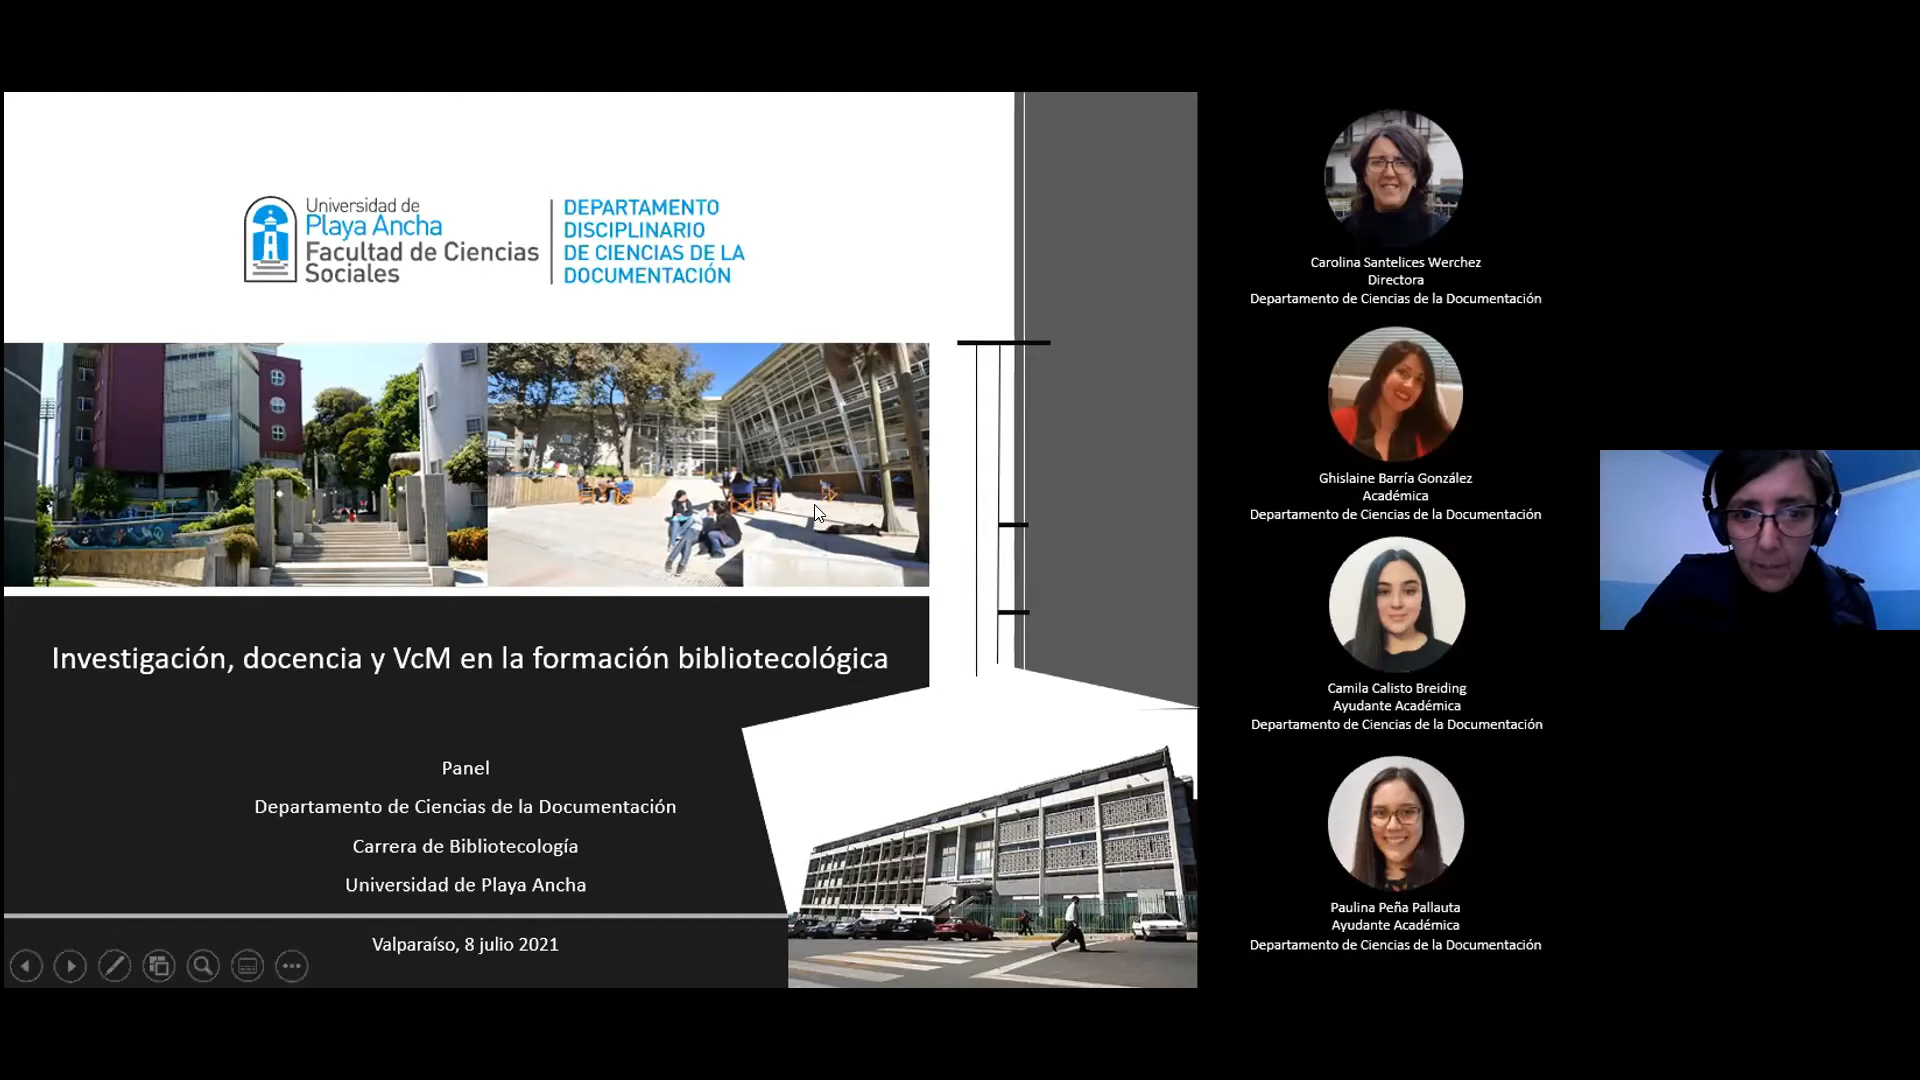 Universidad de
Playa Ancha
Facultad de Ciencias
Sociales
DEPARTAMENTO
DISCIPLINARIO
DE CIENCIAS DE LA
DOCUMENTACIÓN
Investigación, docencia y VcM en la formación bibliotecológica
Panel
Departamento de Ciencias de la Documentación
Carrera de Bibliotecología
Universidad de Playa Ancha
Valparaíso, 8 julio 2021
Carolina Santelices Werchez
Directora
Departamento de Ciencias de la Documentación
Ghislaine Barría González
Académica
Departamento de Ciencias de la Documentación
Camila Calisto Breiding
Ayudante Académica
Departamento de Ciencias de la Documentación
Paulina Peña Pallauta
Ayudante Académica
Departamento de Ciencias de la Documentación